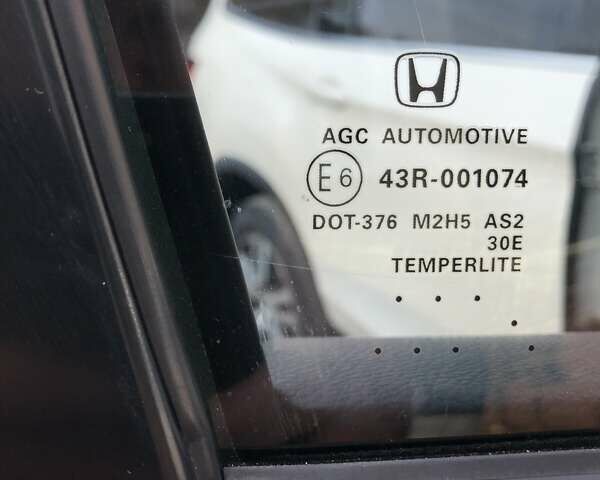 AGC AUTOMOTIVE
E6 43R-001074
DOT-376 M2H5 AS2
30E
TEMPERLITE